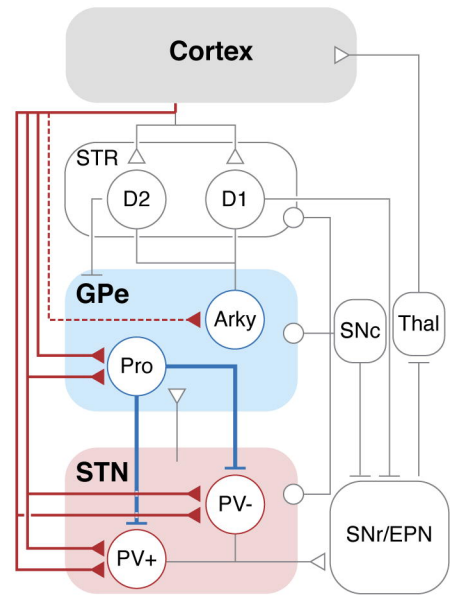 Cortex
STR
D2
D1
GPe
Arky
SNc
Thal
Pro
STN
PV-
SNr/EPN
PV+